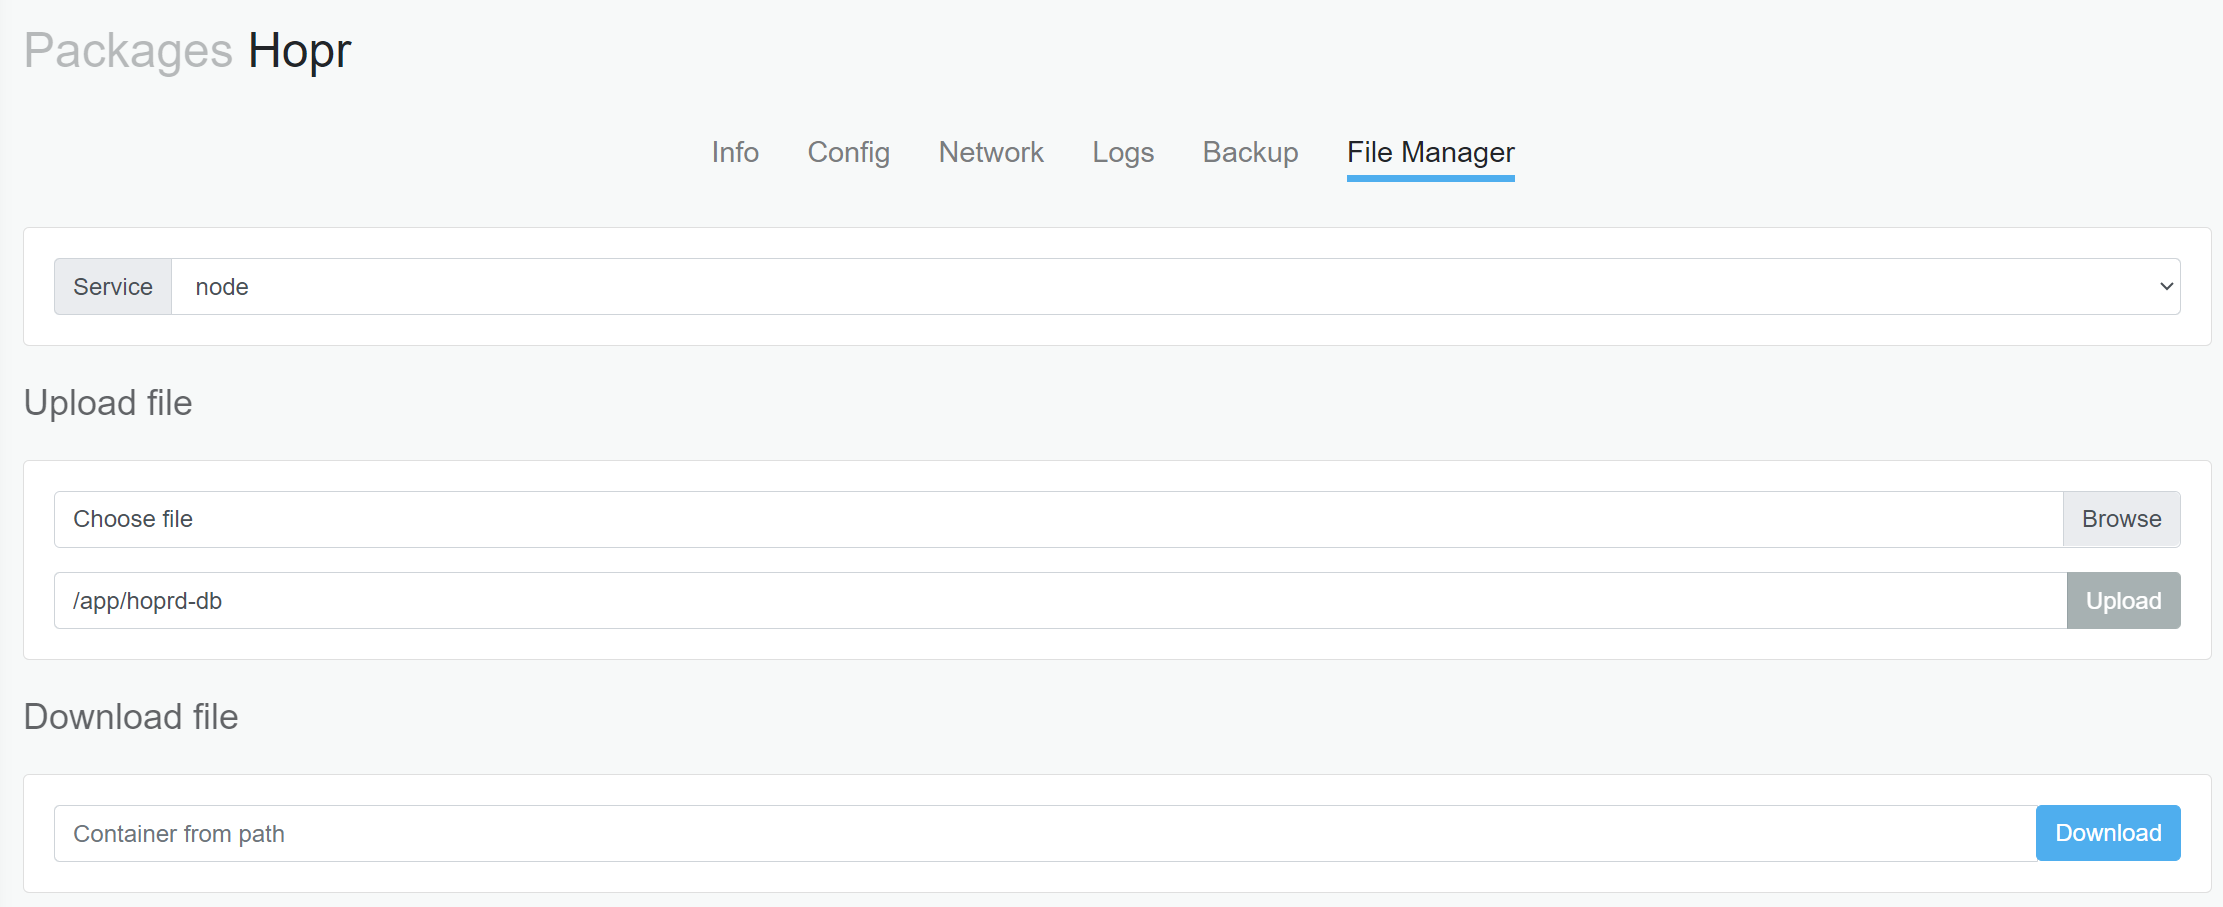 Packages Hopr
Info Config Network Logs Backup File Manager
Service node
Upload file
Choose file Browse
/app/hoprd-db Upload
Download file
Container from path Download